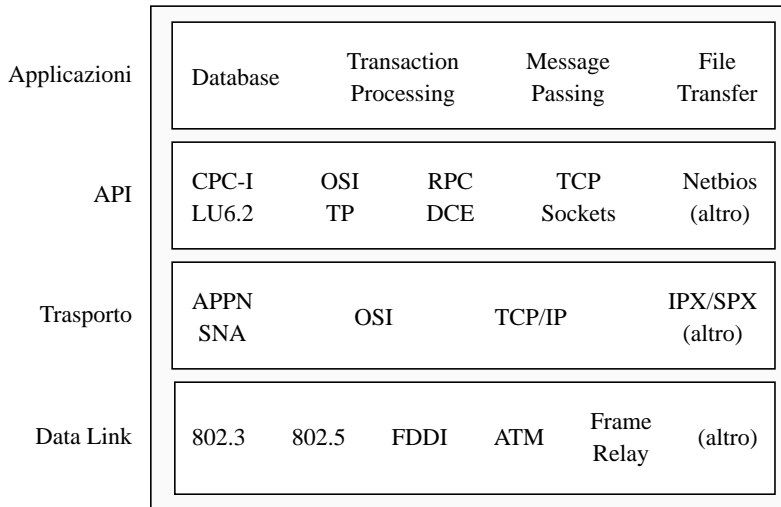 Applicazioni
Database
Transaction
Processing
Message
Passing
File
Transfer
API
CPC-I
LU6.2
OSI
TP
RPC
DCE
TCP
Sockets
Netbios
(altro)
Trasporto
APPN
SNA
OSI
TCP/IP
IPX/SPX
(altro)
Data Link
802.3
802.5
FDDI
ATM
Frame
Relay
(altro)